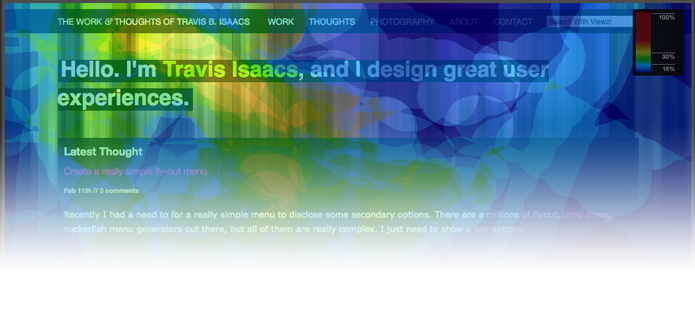 THE WORK & THOUGHTS OF TRAVIS B. ISAACS WORK THOUGHTS PHOTOGRAPHY ABOUT CONTACT Search With Viewzi
100%
30%
15%
Hello. I'm Travis Isaacs, and I design great user
experiences.
Latest Thought
Create a really simple fly-out menu
Feb 11th // 3 comments
Recently I had a need to for a really simple menu to disclose some secondary options. There are a millions of flyout, drop down,
suckerfish menu generators out there, but all of them are really complex. I just need to show a few options.